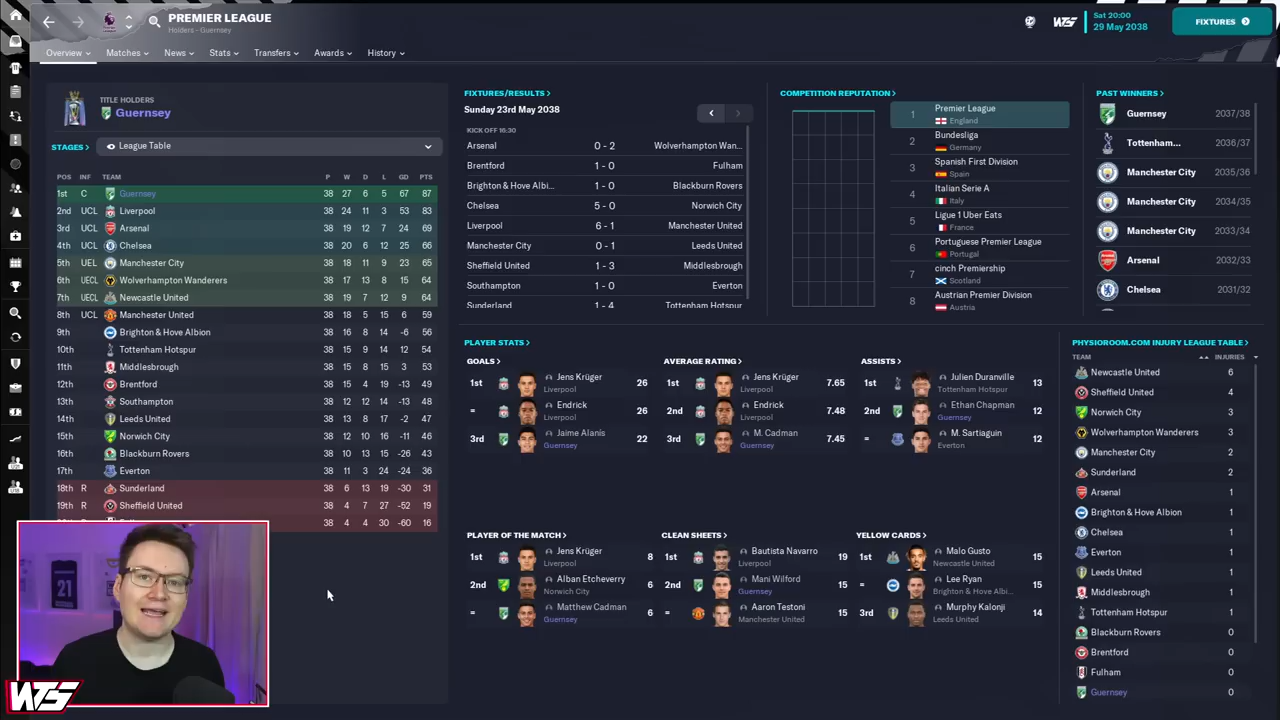 PREMIER LEAGUE
Holders - Guernsey
WTS
Sat 20:00
29 May 2038
FIXTURES
Overview
Matches
News
Stats
Transfers
Awards
History
TITLE HOLDERS
Guernsey
STAGES
League Table
POS INF TEAM P W D L GD PTS
1st C Guernsey 38 27 6 5 67 87
2nd UCL Liverpool 38 24 11 3 53 83
3rd UCL Arsenal 38 19 12 7 24 69
4th UCL Chelsea 38 20 6 12 25 66
5th UEL Manchester City 38 18 11 9 23 65
6th UECL Wolverhampton Wanderers 38 17 13 8 15 64
7th UECL Newcastle United 38 19 7 12 9 64
8th UCL Manchester United 38 18 5 15 6 59
9th Brighton & Hove Albion 38 16 8 14 -6 56
10th Tottenham Hotspur 38 15 9 14 12 54
11th Middlesbrough 38 15 8 15 3 53
12th Brentford 38 15 4 19 -13 49
13th Southampton 38 12 12 14 -13 48
14th Leeds United 38 13 8 17 -2 47
15th Norwich City 38 12 10 16 -11 46
16th Blackburn Rovers 38 10 13 15 -26 43
17th Everton 38 11 3 24 -24 36
18th R Sunderland 38 6 13 19 -30 31
19th R Sheffield United 38 4 7 27 -52 19
38 4 4 30 -60 16
FIXTURES/RESULTS
Sunday 23rd May 2038
KICK OFF 16:30
Arsenal 0 - 2 Wolverhampton Wan...
Brentford 1 - 0 Fulham
Brighton & Hove Albi... 1 - 0 Blackburn Rovers
Chelsea 5 - 0 Norwich City
Liverpool 6 - 1 Manchester United
Manchester City 0 - 1 Leeds United
Sheffield United 1 - 3 Middlesbrough
Southampton 1 - 0 Everton
Sunderland 1 - 4 Tottenham Hotspur
COMPETITION REPUTATION
1 Premier League
England
2 Bundesliga
Germany
3 Spanish First Division
Spain
4 Italian Serie A
Italy
5 Ligue 1 Uber Eats
France
6 Portuguese Premier League
Portugal
7 cinch Premiership
Scotland
8 Austrian Premier Division
Austria
PAST WINNERS
Guernsey 2037/38
Tottenham... 2036/37
Manchester City 2035/36
Manchester City 2034/35
Manchester City 2033/34
Arsenal 2032/33
Chelsea 2031/32
PLAYER STATS
GOALS
1st Jens Krüger 26
Liverpool
= Endrick 26
Liverpool
3rd Jaime Alanis 22
Guernsey
AVERAGE RATING
1st Jens Krüger 7.65
Liverpool
2nd Endrick 7.48
Liverpool
3rd M. Cadman 7.45
Guernsey
ASSISTS
1st Julien Duranville 13
Tottenham Hotspur
2nd Ethan Chapman 12
Guernsey
= M. Sartiaguin 12
Everton
PLAYER OF THE MATCH
1st Jens Krüger 8
Liverpool
2nd Alban Etcheverry 6
Norwich City
= Matthew Cadman 6
Guernsey
CLEAN SHEETS
1st Bautista Navarro 19
Liverpool
2nd Mani Wilford 15
Guernsey
= Aaron Testoni 15
Manchester United
YELLOW CARDS
1st Malo Gusto 15
Newcastle United
= Lee Ryan 15
Brighton & Hove Albi...
3rd Murphy Kalonji 14
Leeds United
PHYSIOROOM.COM INJURY LEAGUE TABLE
TEAM INJURIES
Newcastle United 6
Sheffield United 4
Norwich City 3
Wolverhampton Wanderers 3
Manchester City 2
Sunderland 2
Arsenal 1
Brighton & Hove Albion 1
Chelsea 1
Everton 1
Leeds United 1
Middlesbrough 1
Tottenham Hotspur 1
Blackburn Rovers 0
Brentford 0
Fulham 0
Guernsey 0
21
WTS